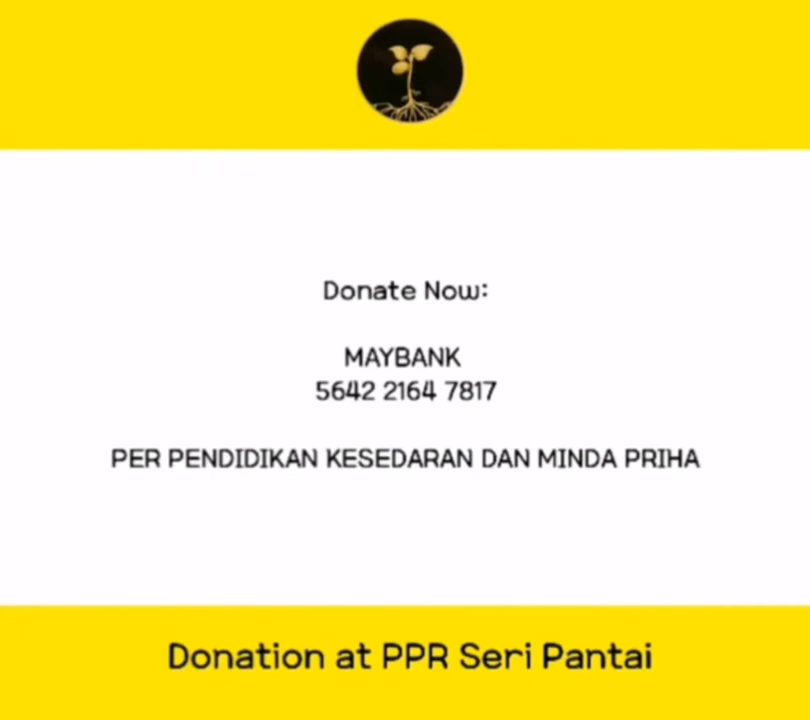 Donate Now:
MAYBANK
5642 2164 7817
PER PENDIDIKAN KESEDARAN DAN MINDA PRIHA
Donation at PPR Seri Pantai